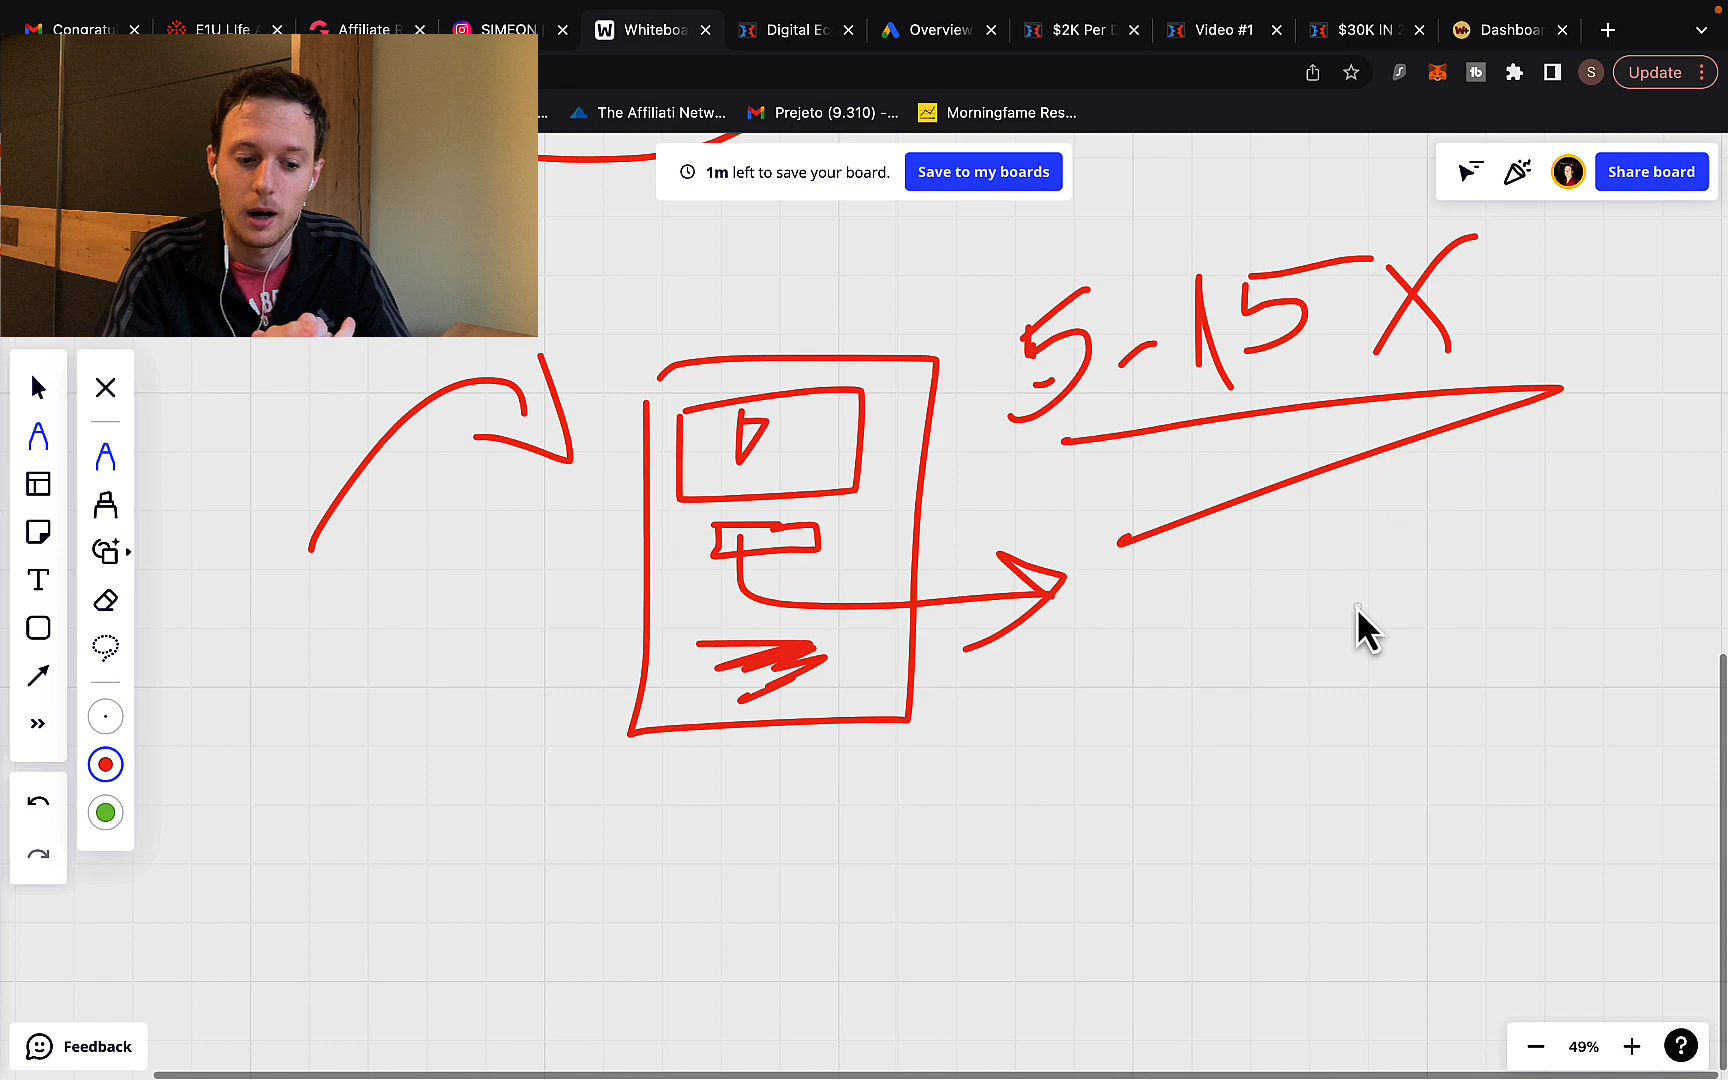 Congratu
E1U LIfe
Affiliate
SIMEON
Whiteboa
Digital Ec
Overview
$2K Per D
Video #1
$30K IN 2
Dashboar
S
Update
...
The Affiliati Netw...
Prejeto (9.310) -...
Morningfame Res...
1m left to save your board.
Save to my boards
Share board
5-15X
T
Feedback
49%